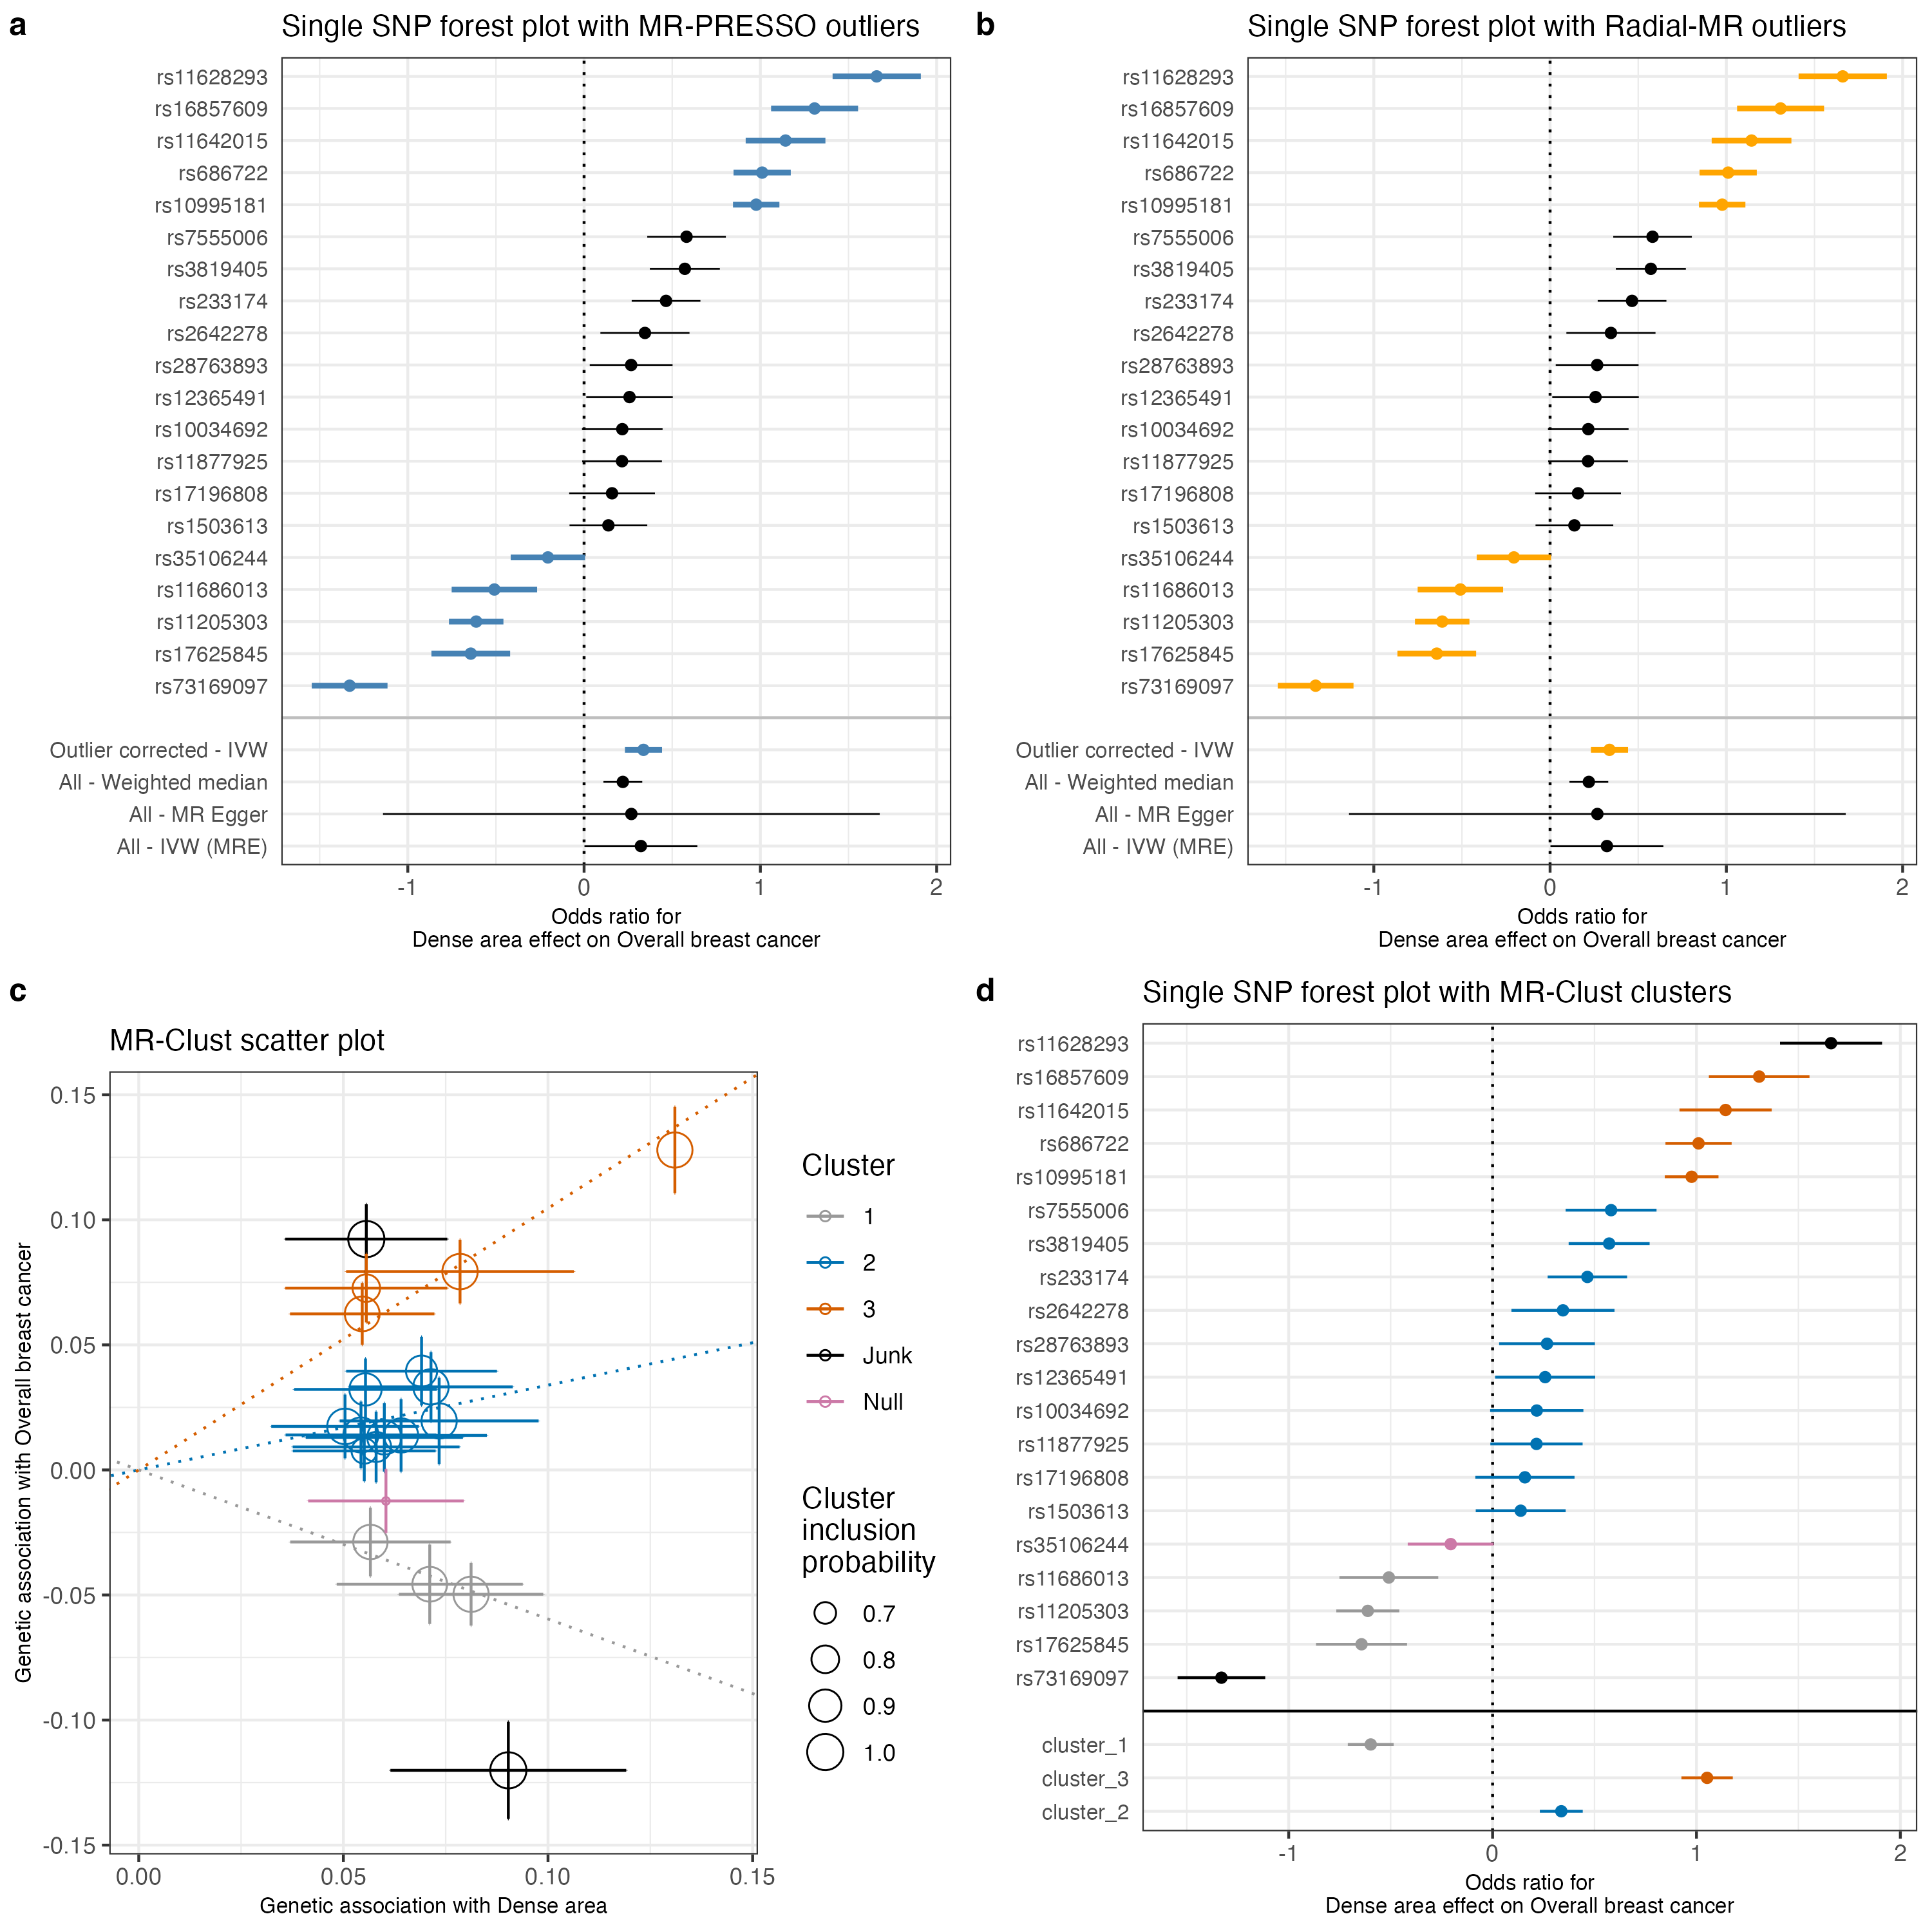 a
Single SNP forest plot with MR-PRESSO outliers
rs11628293
rs16857609
rs11642015
rs686722
rs10995181
rs7555006
rs3819405
rs233174
rs2642278
rs28763893
rs12365491
rs10034692
rs11877925
rs17196808
rs1503613
rs35106244
rs11686013
rs11205303
rs17625845
rs73169097
Outlier corrected - IVW
All - Weighted median
All - MR Egger
All - IVW (MRE)
-1 0 1 2
Odds ratio for
Dense area effect on Overall breast cancer
b
Single SNP forest plot with Radial-MR outliers
rs11628293
rs16857609
rs11642015
rs686722
rs10995181
rs7555006
rs3819405
rs233174
rs2642278
rs28763893
rs12365491
rs10034692
rs11877925
rs17196808
rs1503613
rs35106244
rs11686013
rs11205303
rs17625845
rs73169097
Outlier corrected - IVW
All - Weighted median
All - MR Egger
All - IVW (MRE)
-1 0 1 2
Odds ratio for
Dense area effect on Overall breast cancer
c
MR-Clust scatter plot
Genetic association with Overall breast cancer
0.15
0.10
0.05
0.00
-0.05
-0.10
-0.15
0.00 0.05 0.10 0.15
Genetic association with Dense area
Cluster
1
2
3
Junk
Null
Cluster
inclusion
probability
0.7
0.8
0.9
1.0
d
Single SNP forest plot with MR-Clust clusters
rs11628293
rs16857609
rs11642015
rs686722
rs10995181
rs7555006
rs3819405
rs233174
rs2642278
rs28763893
rs12365491
rs10034692
rs11877925
rs17196808
rs1503613
rs35106244
rs11686013
rs11205303
rs17625845
rs73169097
cluster_1
cluster_3
cluster_2
-1 0 1 2
Odds ratio for
Dense area effect on Overall breast cancer